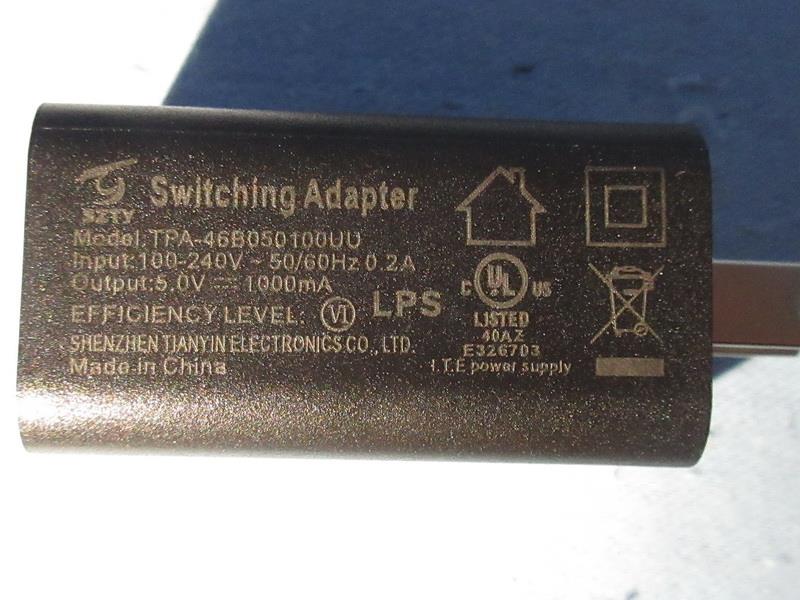 SZTY
Switching Adapter
Model:TPA-46B050100UU
Input:100-240V ~ 50/60Hz 0.2A
Output:5.0V ⎓ 1000mA
EFFICIENCY LEVEL: VI
LPS
SHENZHEN TIANYIN ELECTRONICS CO., LTD.
Made in China
C UL US
LISTED
40AZ
E326703
I.T.E power supply